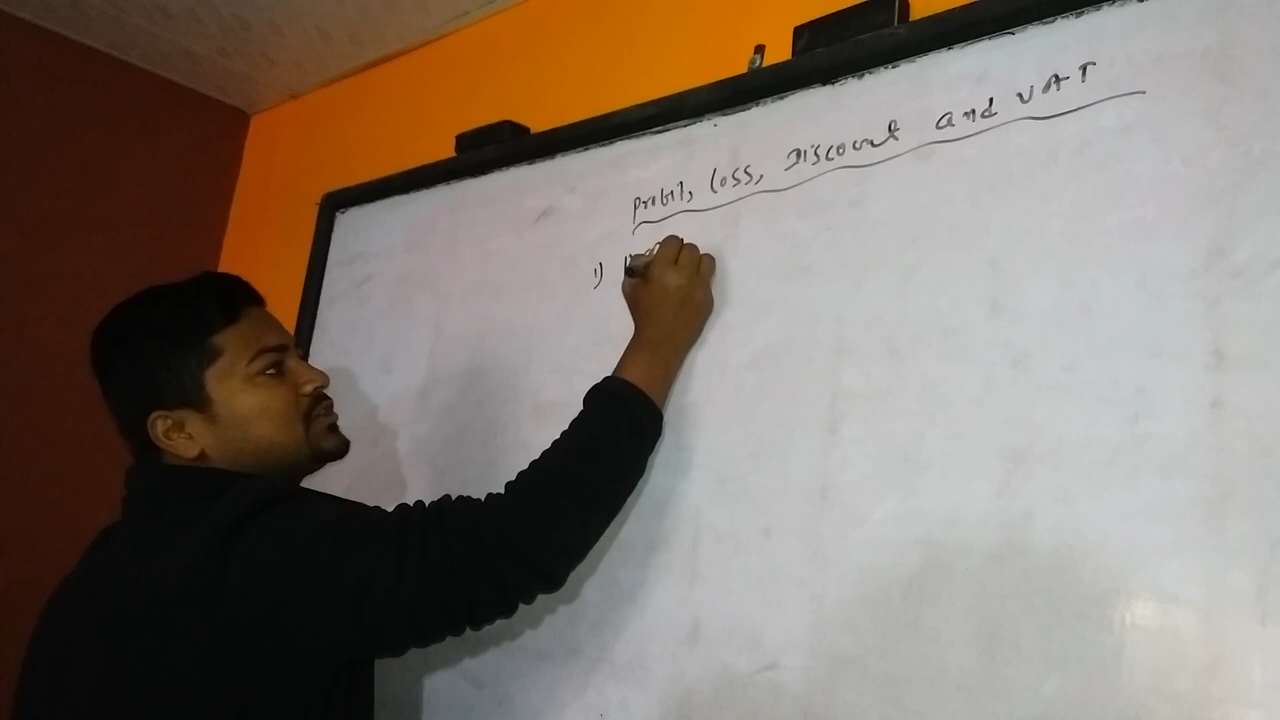 Profit, Loss, Discount and VAT
1)